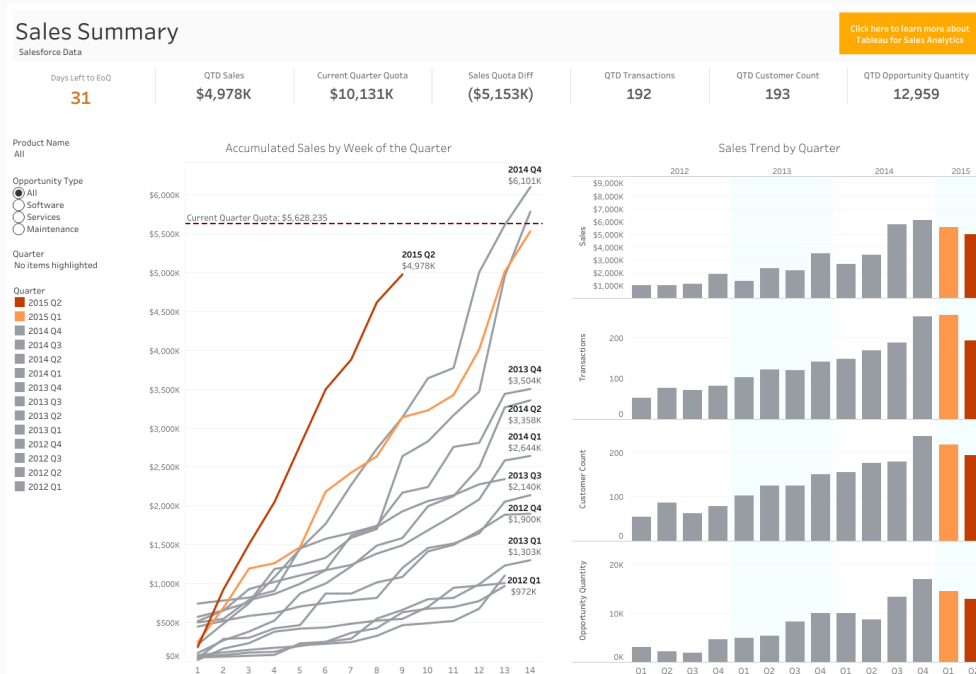 Sales Summary
Salesforce Data
Click here to learn more about
Tableau for Sales Analytics
Days Left to EoQ
31
QTD Sales
$4,978K
Current Quarter Quota
$10,131K
Sales Quota Diff
($5,153K)
QTD Transactions
192
QTD Customer Count
193
QTD Opportunity Quantity
12,959
Product Name
All
Opportunity Type
All
Software
Services
Maintenance
Quarter
No items highlighted
Quarter
2015 Q2
2015 Q1
2014 Q4
2014 Q3
2014 Q2
2014 Q1
2013 Q4
2013 Q3
2013 Q2
2013 Q1
2012 Q4
2012 Q3
2012 Q2
2012 Q1
Accumulated Sales by Week of the Quarter
$6,000K
$5,500K
$5,000K
$4,500K
$4,000K
$3,500K
$3,000K
$2,500K
$2,000K
$1,500K
$1,000K
$500K
$0K
Current Quarter Quota: $5,628,235
2014 Q4
$6,101K
2015 Q2
$4,978K
2013 Q4
$3,504K
2014 Q2
$3,358K
2014 Q1
$2,644K
2013 Q3
$2,140K
2012 Q4
$1,900K
2013 Q1
$1,303K
2012 Q1
$972K
1 2 3 4 5 6 7 8 9 10 11 12 13 14
Sales Trend by Quarter
2012 2013 2014 2015
Sales
$9,000K
$8,000K
$7,000K
$6,000K
$5,000K
$4,000K
$3,000K
$2,000K
$1,000K
Transactions
200
100
0
Customer Count
200
100
0
Opportunity Quantity
20K
10K
0K
Q1 Q2 Q3 Q4 Q1 Q2 Q3 Q4 Q1 Q2 Q3 Q4 Q1